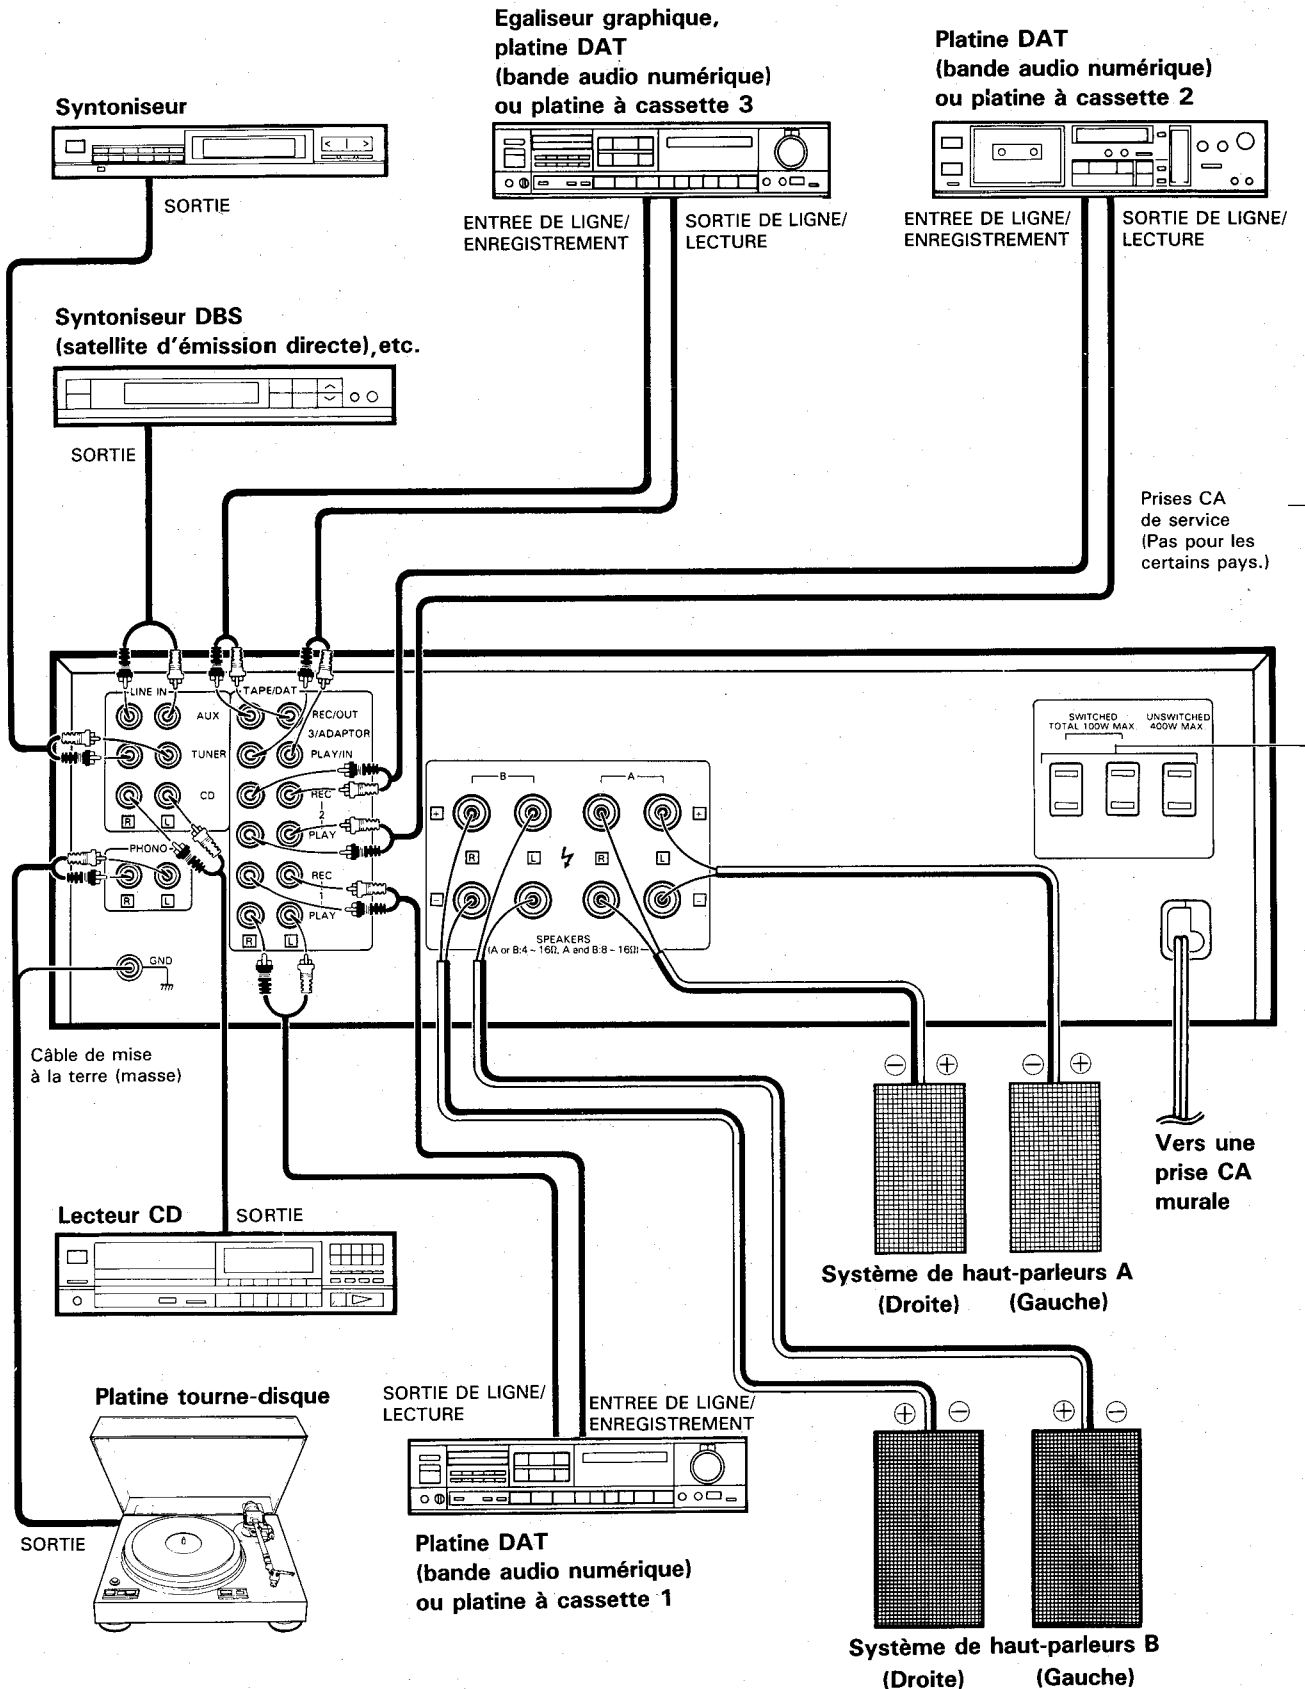 Egaliseur graphique,
platine DAT
(bande audio numérique)
ou platine à cassette 3
Platine DAT
(bande audio numérique)
ou platine à cassette 2
Syntoniseur
SORTIE
ENTREE DE LIGNE/
ENREGISTREMENT
SORTIE DE LIGNE/
LECTURE
ENTREE DE LIGNE/
ENREGISTREMENT
SORTIE DE LIGNE/
LECTURE
Syntoniseur DBS
(satellite d'émission directe),etc.
SORTIE
Prises CA
de service
(Pas pour les
certains pays.)
LINE IN
AUX
TUNER
CD
R L
PHONO
R L
GND
TAPE/DAT
REC/OUT
3/ADAPTOR
PLAY/IN
REC
2
PLAY
REC
1
PLAY
R L
B A
+ +
R L R L
- -
SPEAKERS
(A or B:4 ~ 16Ω, A and B:8 ~ 16Ω)
SWITCHED
TOTAL 100W MAX.
UNSWITCHED
400W MAX.
Câble de mise
à la terre (masse)
- + - +
Vers une
prise CA
murale
Lecteur CD
SORTIE
Système de haut-parleurs A
(Droite) (Gauche)
Platine tourne-disque
SORTIE
SORTIE DE LIGNE/
LECTURE
ENTREE DE LIGNE/
ENREGISTREMENT
+ - + -
Platine DAT
(bande audio numérique)
ou platine à cassette 1
Système de haut-parleurs B
(Droite) (Gauche)